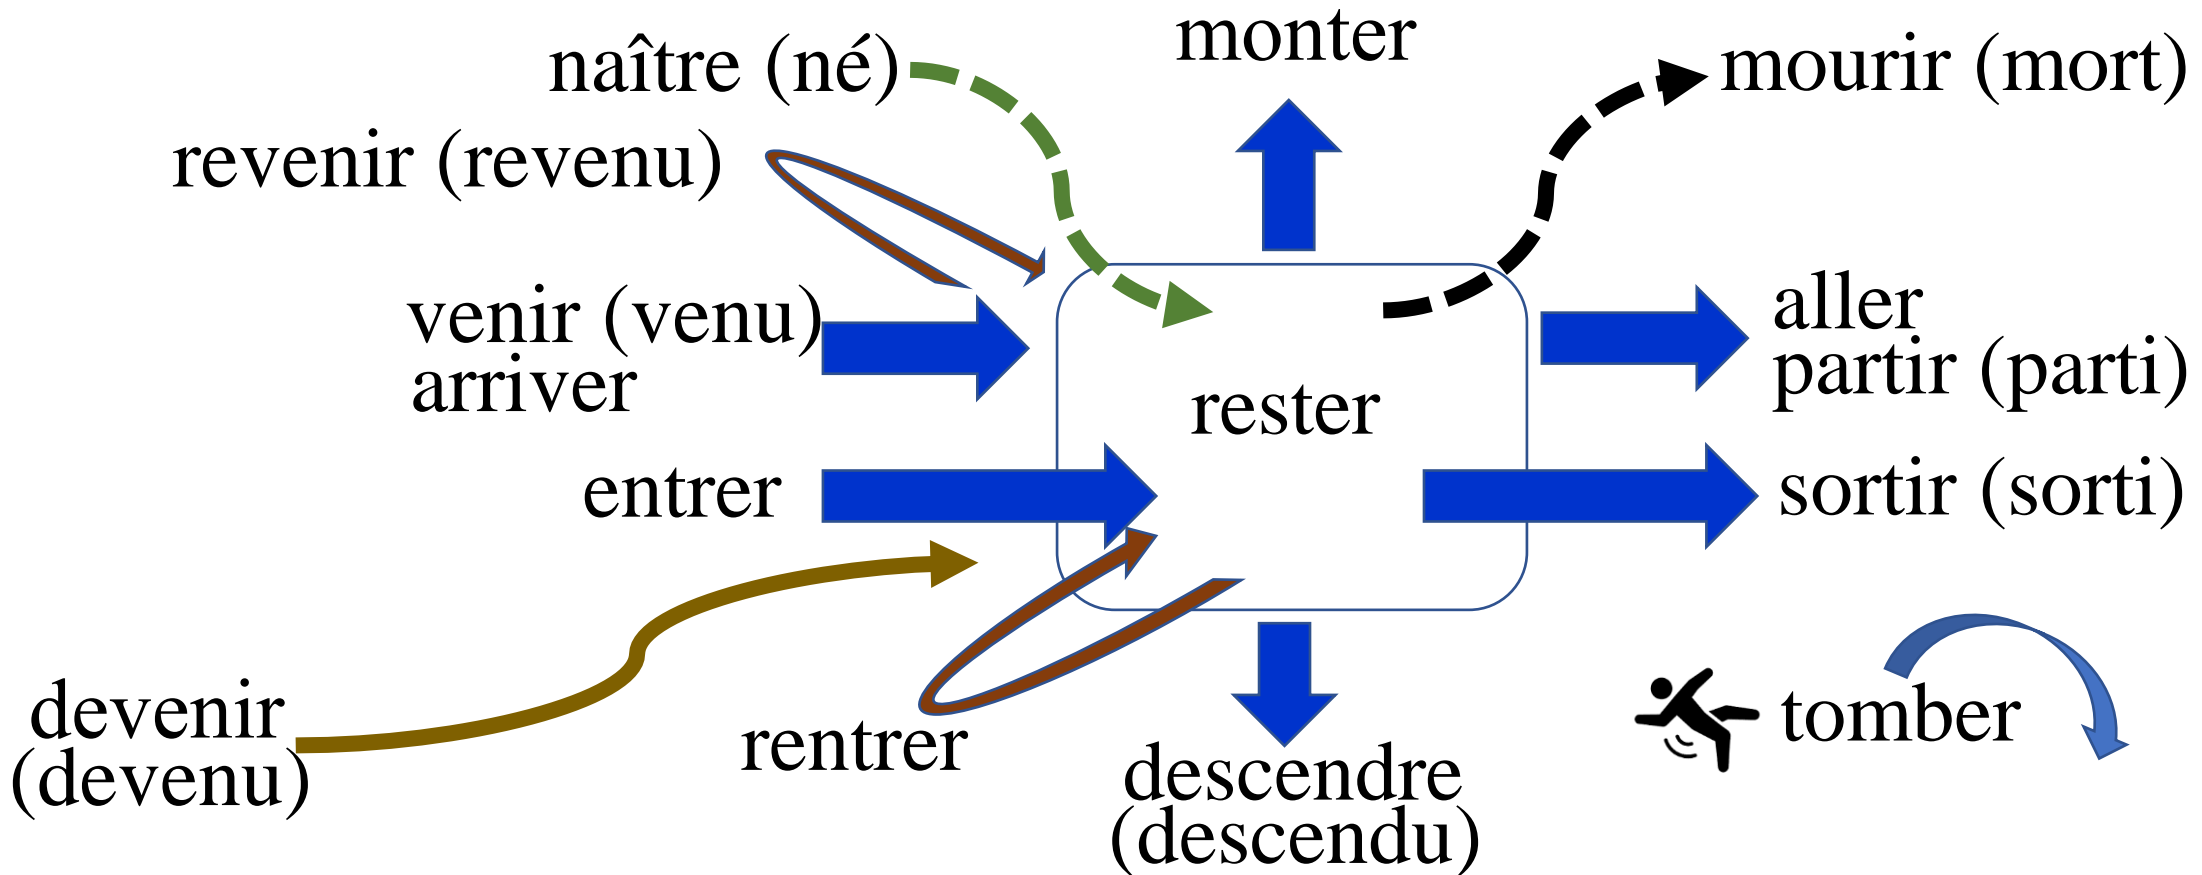 naître (né)
monter
mourir (mort)
revenir (revenu)
venir (venu)
arriver
aller
partir (parti)
rester
entrer
sortir (sorti)
devenir
(devenu)
rentrer
tomber
descendre
(descendu)